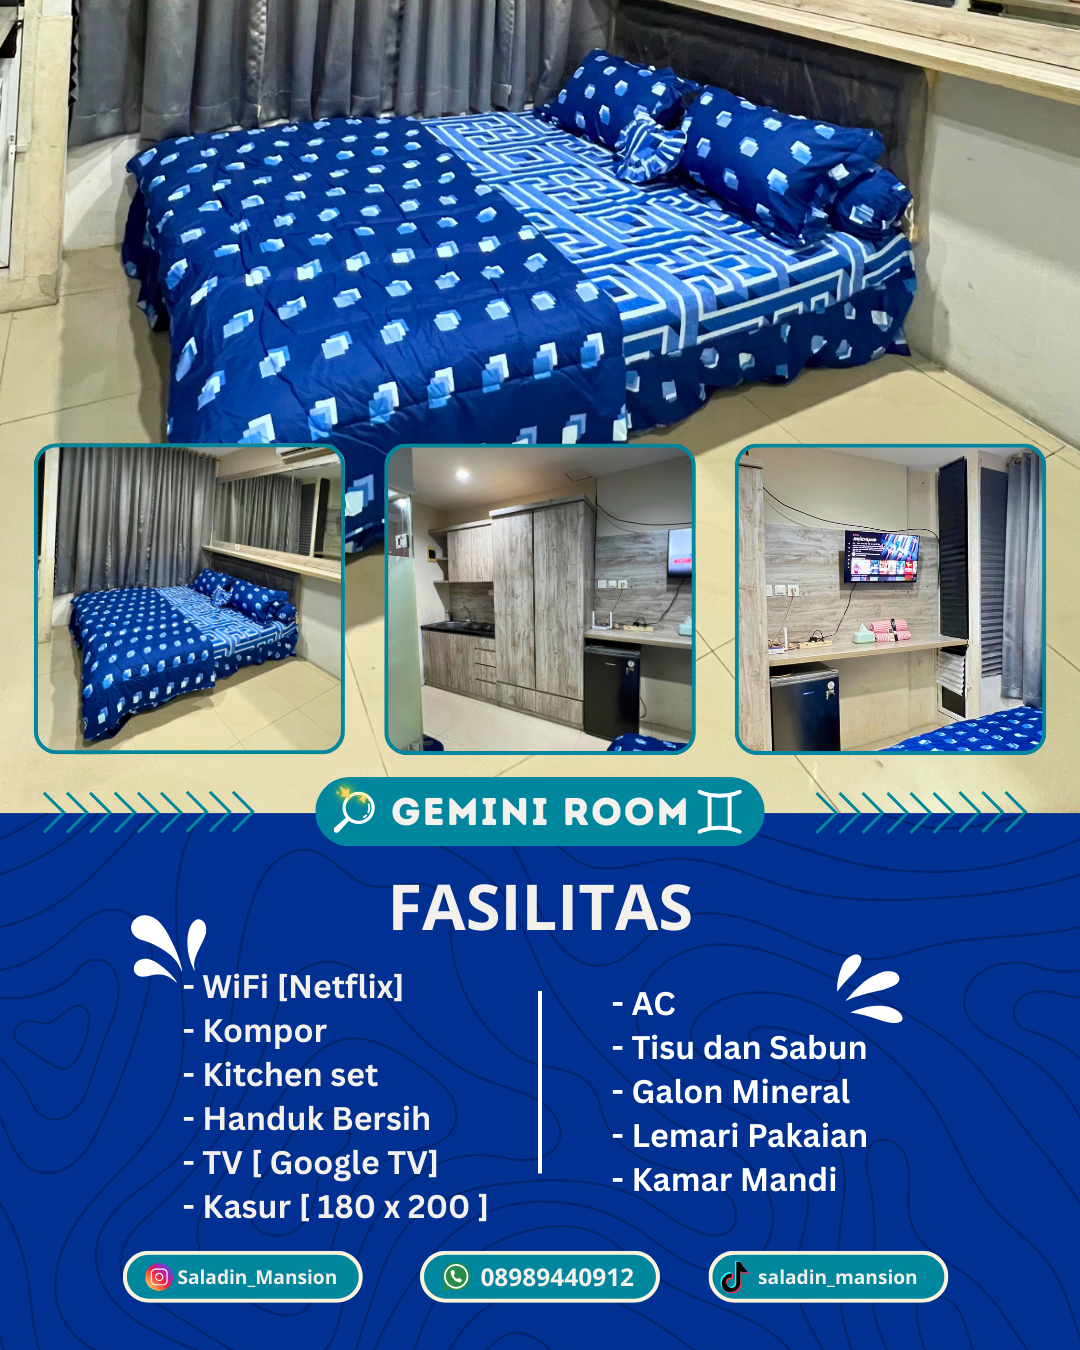 GEMINI ROOM
FASILITAS
- WiFi [Netflix]
- Kompor
- Kitchen set
- Handuk Bersih
- TV [ Google TV]
- Kasur [ 180 x 200 ]
- AC
- Tisu dan Sabun
- Galon Mineral
- Lemari Pakaian
- Kamar Mandi
Saladin_Mansion
08989440912
saladin_mansion